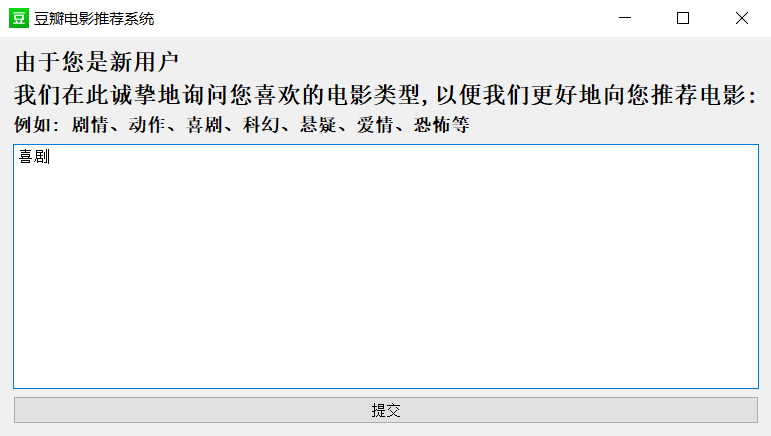 豆 豆瓣电影推荐系统
由于您是新用户
我们在此诚挚地询问您喜欢的电影类型,以便我们更好地向您推荐电影:
例如: 剧情、动作、喜剧、科幻、悬疑、爱情、恐怖等
喜剧
提交